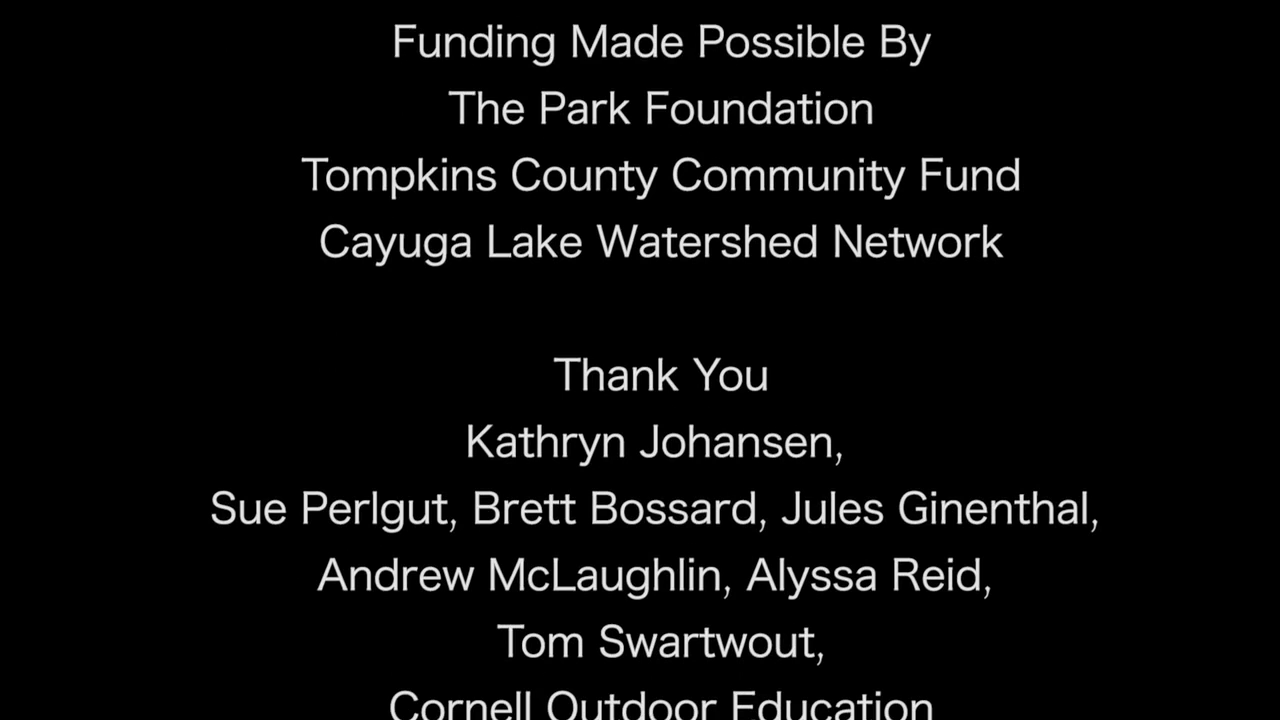 Funding Made Possible By
The Park Foundation
Tompkins County Community Fund
Cayuga Lake Watershed Network
Thank You
Kathryn Johansen,
Sue Perlgut, Brett Bossard, Jules Ginenthal,
Andrew McLaughlin, Alyssa Reid,
Tom Swartwout,
Cornell Outdoor Education